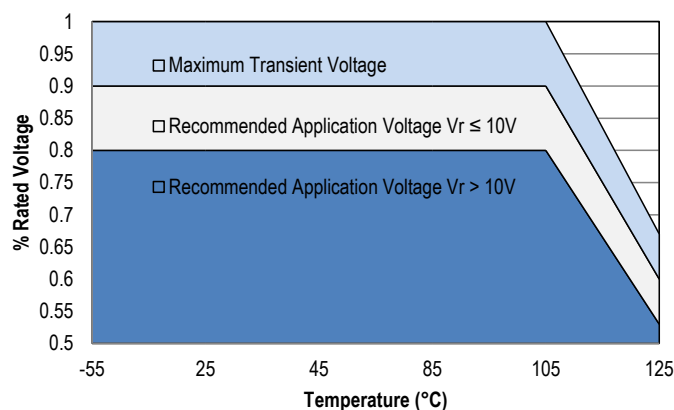 1
0.95
0.9
0.85
0.8
0.75
0.7
0.65
0.6
0.55
0.5
% Rated Voltage
Maximum Transient Voltage
Recommended Application Voltage Vr ≤ 10V
Recommended Application Voltage Vr > 10V
-55 25 45 85 105 125
Temperature (°C)